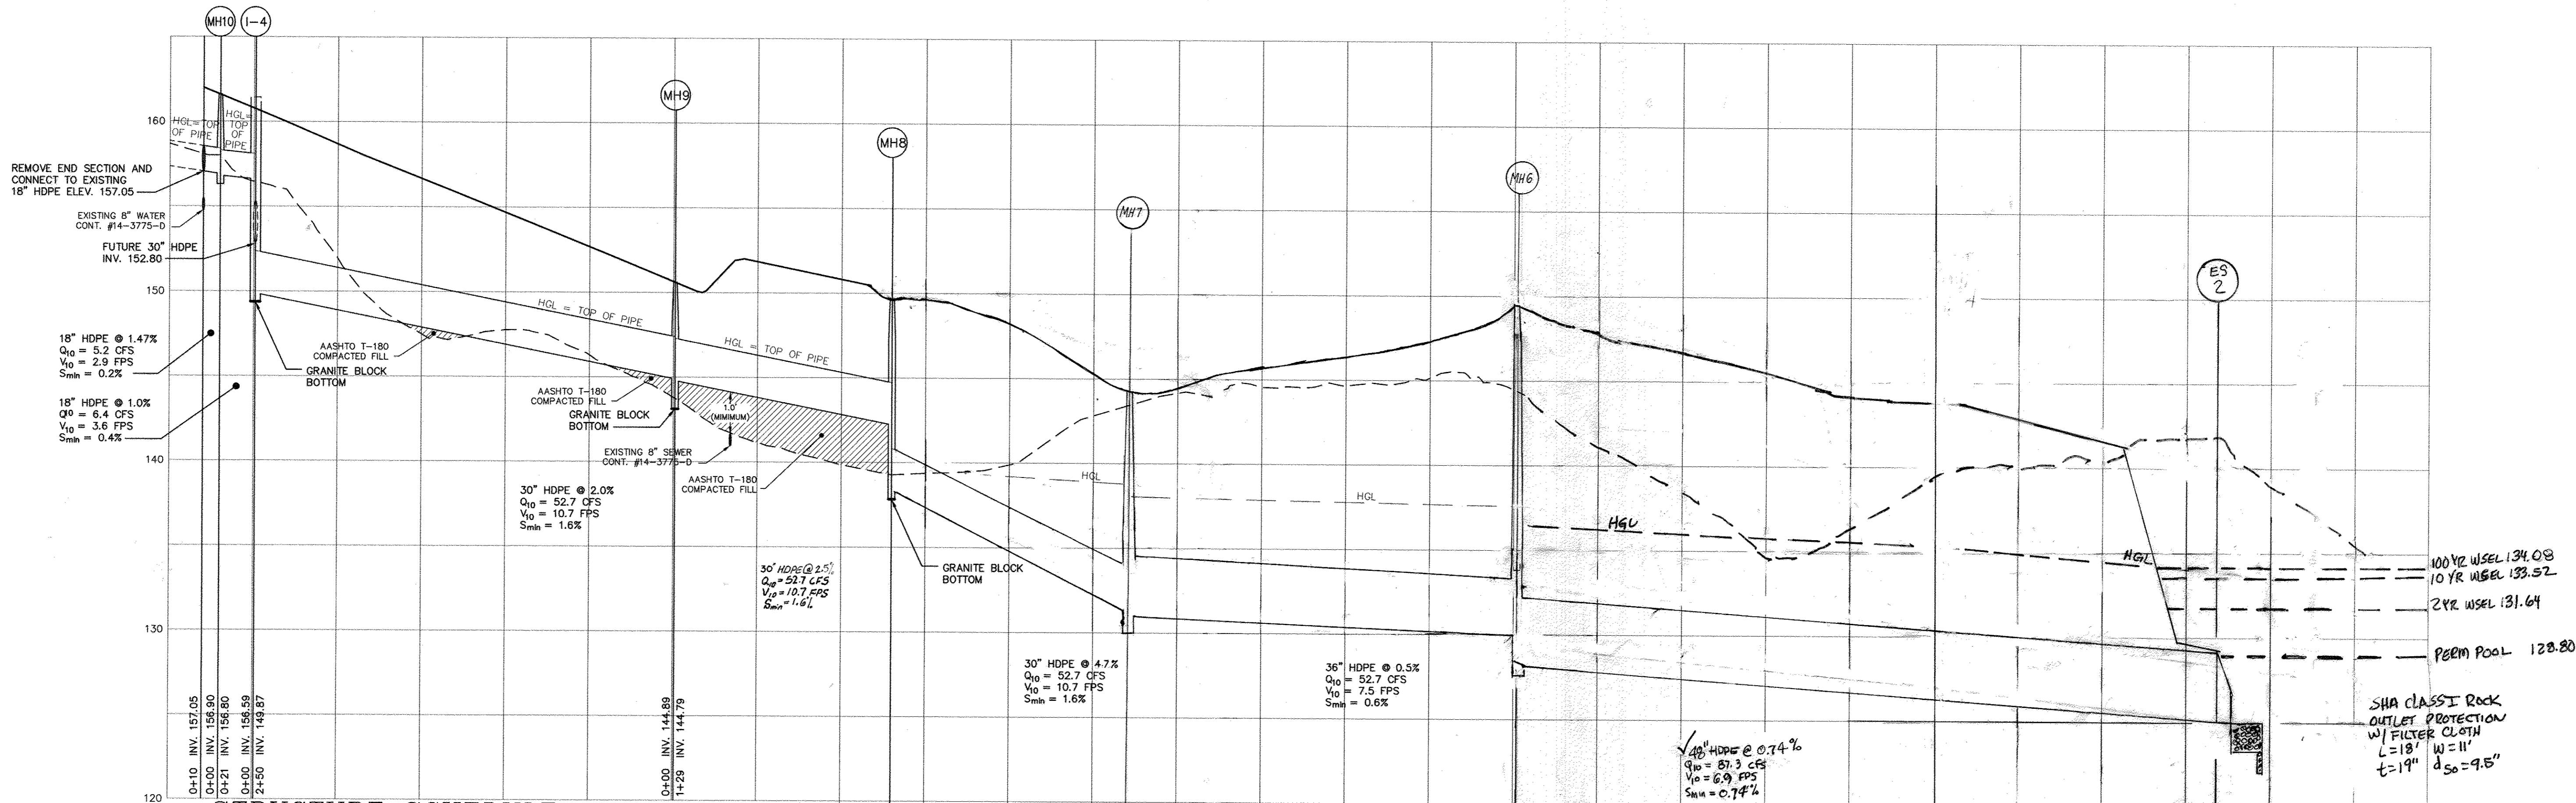 MH10
I-4
MH9
MH8
MH7
MH6
ES
2
160
150
140
130
120
HGL= TOP
OF PIPE
HGL=
TOP
OF
PIPE
REMOVE END SECTION AND
CONNECT TO EXISTING
18" HDPE ELEV. 157.05
EXISTING 8" WATER
CONT. #14-3775-D
FUTURE 30" HDPE
INV. 152.80
18" HDPE @ 1.47%
Q10 = 5.2 CFS
V10 = 2.9 FPS
Smin = 0.2%
18" HDPE @ 1.0%
Q10 = 6.4 CFS
V10 = 3.6 FPS
Smin = 0.4%
AASHTO T-180
COMPACTED FILL
GRANITE BLOCK
BOTTOM
HGL = TOP OF PIPE
HGL = TOP OF PIPE
AASHTO T-180
COMPACTED FILL
GRANITE BLOCK
BOTTOM
1.0'
(MIMIMUM)
EXISTING 8" SEWER
CONT. #14-3775-D
AASHTO T-180
COMPACTED FILL
30" HDPE @ 2.0%
Q10 = 52.7 CFS
V10 = 10.7 FPS
Smin = 1.6%
30" HDPE @ 2.5%
Q10 = 52.7 CFS
V10 = 10.7 FPS
Smin = 1.6%
GRANITE BLOCK
BOTTOM
HGL
HGL
HGL
HGL
30" HDPE @ 4.7%
Q10 = 52.7 CFS
V10 = 10.7 FPS
Smin = 1.6%
36" HDPE @ 0.5%
Q10 = 52.7 CFS
V10 = 7.5 FPS
Smin = 0.6%
√ 48" HDPE @ 0.74%
Q10 = 87.3 CFS
V10 = 6.9 FPS
Smin = 0.74%
100 YR WSEL 134.08
10 YR WSEL 133.52
2 YR WSEL 131.64
PERM POOL 128.80
SHA CLASS I ROCK
OUTLET PROTECTION
W/ FILTER CLOTH
L=18' W=11'
t=19" d50=9.5"
0+10 INV. 157.05
0+00 INV. 156.90
0+21 INV. 156.80
0+00 INV. 156.59
2+50 INV. 149.87
0+00 INV. 144.89
1+29 INV. 144.79